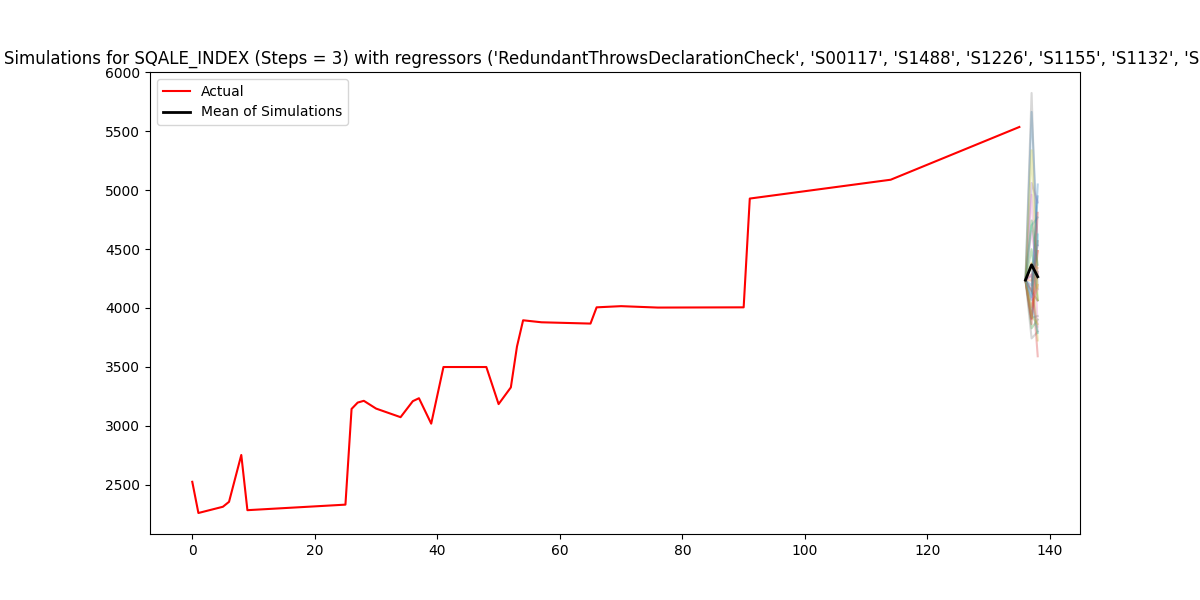 Simulations for SQALE_INDEX (Steps = 3) with regressors ('RedundantThrowsDeclarationCheck', 'S00117', 'S1488', 'S1226', 'S1155', 'S1132', 'S
6000
Actual
Mean of Simulations
5500
5000
4500
4000
3500
3000
2500
0 20 40 60 80 100 120 140